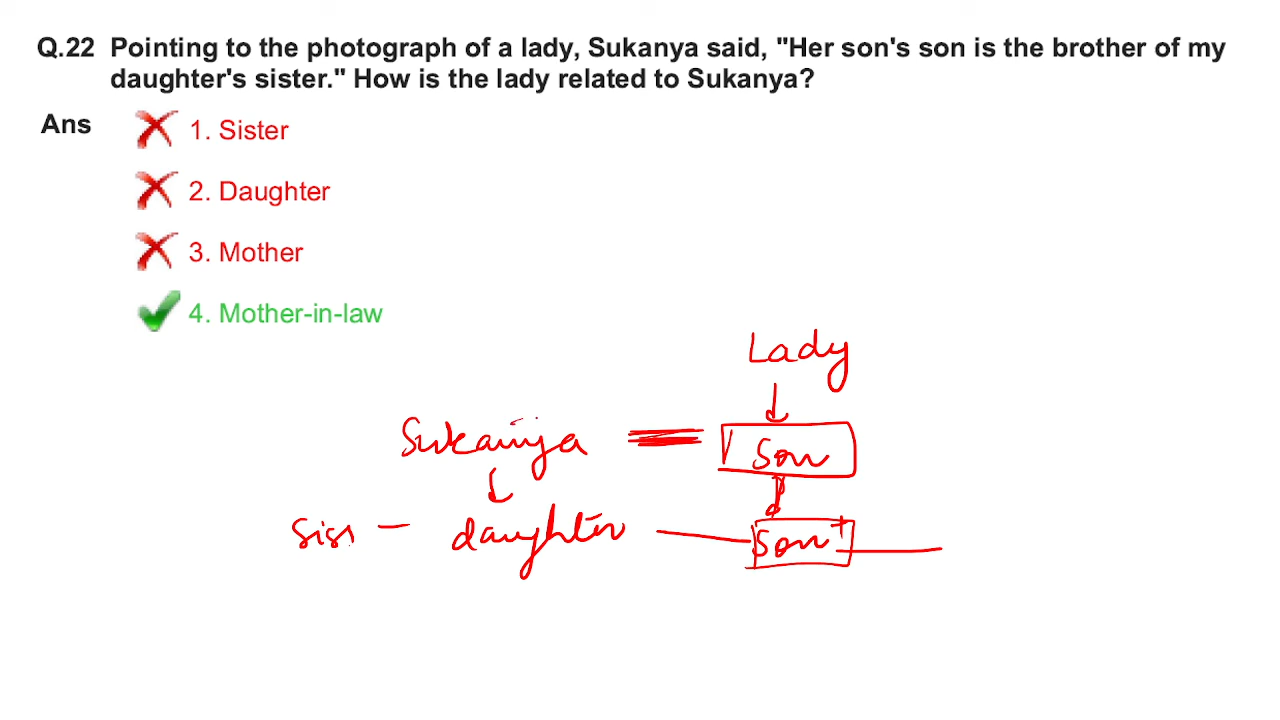 Q.22 Pointing to the photograph of a lady, Sukanya said, "Her son's son is the brother of my
daughter's sister." How is the lady related to Sukanya?
Ans
1. Sister
2. Daughter
3. Mother
4. Mother-in-law
Lady
Sukanya = Son
Sis - daughter — Son +